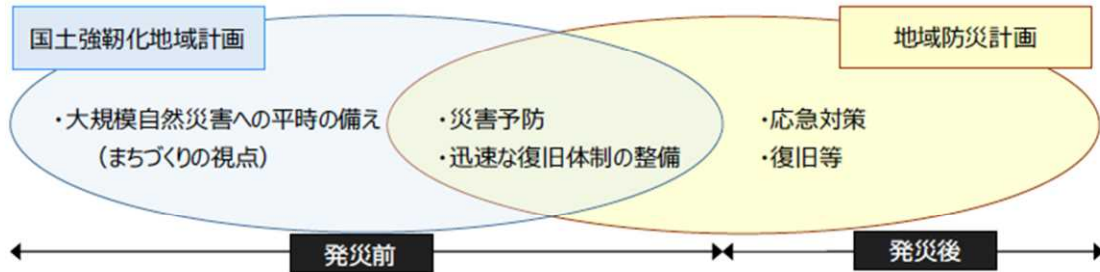 国土強靭化地域計画
地域防災計画
・大規模自然災害への平時の備え
（まちづくりの視点）
・災害予防
・迅速な復旧体制の整備
・応急対策
・復旧等
発災前
発災後